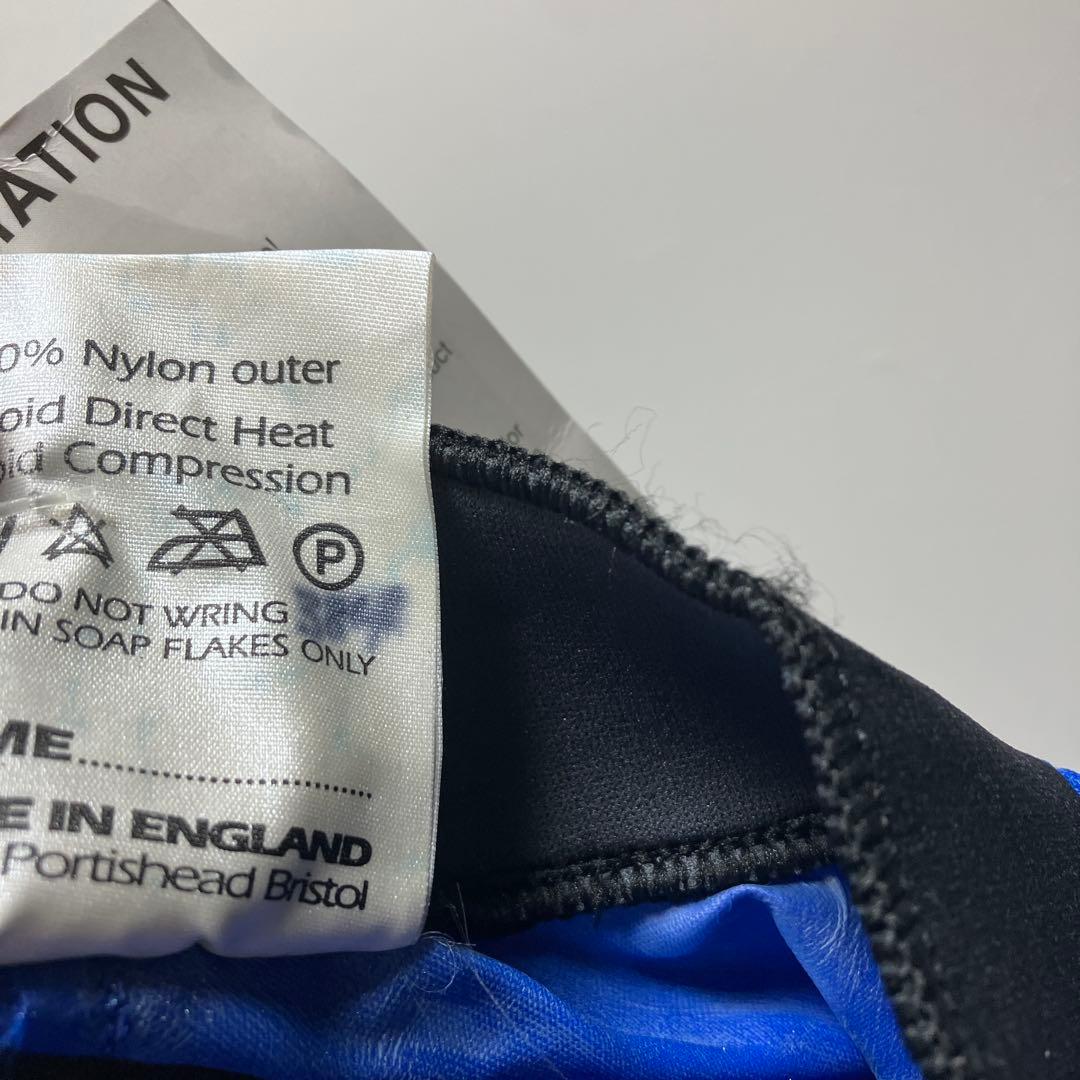 ATION
0% Nylon outer
oid Direct Heat
oid Compression
P
DO NOT WRING
IN SOAP FLAKES ONLY
ME....................
E IN ENGLAND
Portishead Bristol